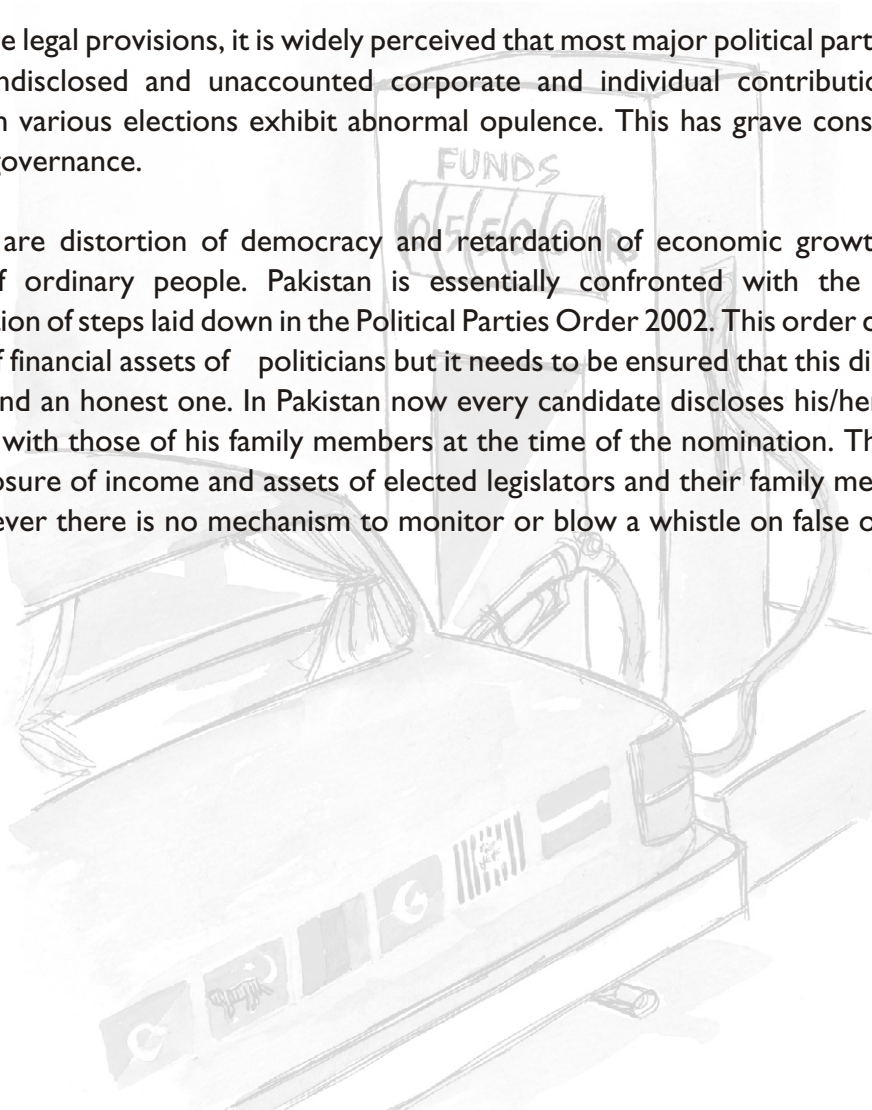 e legal provisions, it is widely perceived that most major political part
ndisclosed and unaccounted corporate and individual contributio
n various elections exhibit abnormal opulence. This has grave cons
governance.
FUNDS
05500 R
are distortion of democracy and retardation of economic growt
f ordinary people. Pakistan is essentially confronted with the
tion of steps laid down in the Political Parties Order 2002. This order c
f financial assets of politicians but it needs to be ensured that this di
nd an honest one. In Pakistan now every candidate discloses his/her
with those of his family members at the time of the nomination. Th
osure of income and assets of elected legislators and their family me
ever there is no mechanism to monitor or blow a whistle on false o